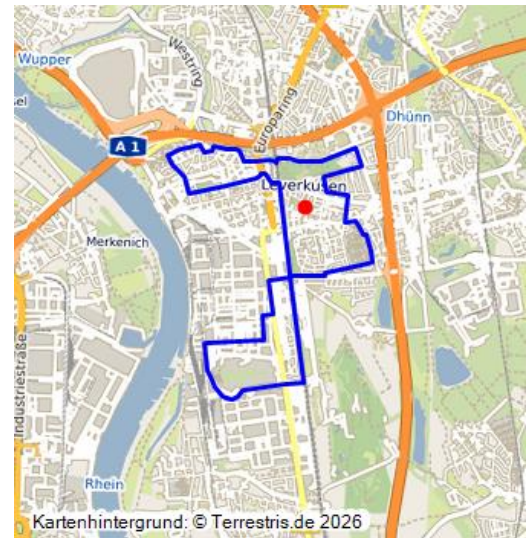 Wupper
Westring
Europaring
Dhünn
A 1
Leverkusen
Merkenich
Industriestraße
Rhein
Kartenhintergrund: © Terrestris.de 2026